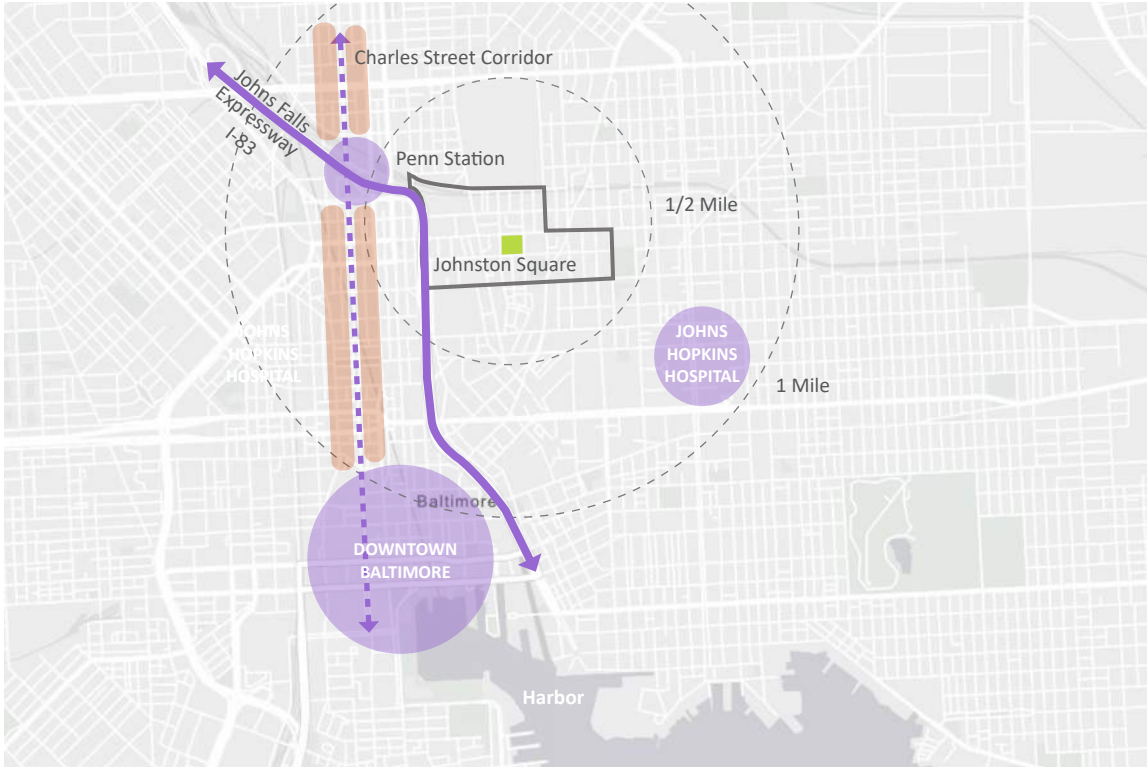 Charles Street Corridor
Johns Falls
Expressway
I-83
Penn Station
1/2 Mile
Johnston Square
JOHNS
HOPKINS
HOSPITAL
JOHNS
HOPKINS
HOSPITAL
1 Mile
Baltimore
DOWNTOWN
BALTIMORE
Harbor